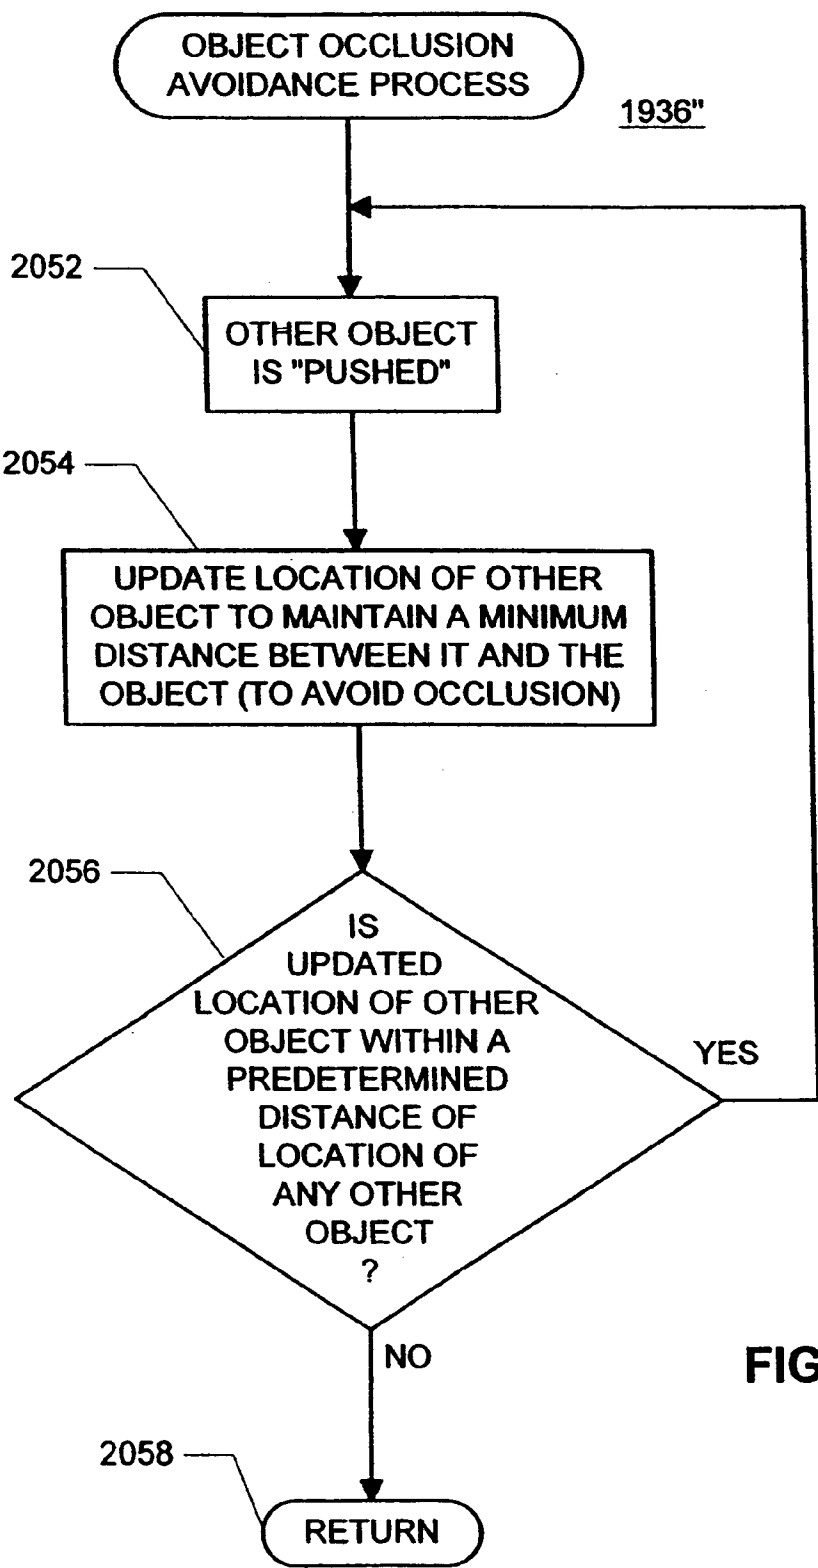 OBJECT OCCLUSION
AVOIDANCE PROCESS
1936"
2052
OTHER OBJECT
IS "PUSHED"
2054
UPDATE LOCATION OF OTHER
OBJECT TO MAINTAIN A MINIMUM
DISTANCE BETWEEN IT AND THE
OBJECT (TO AVOID OCCLUSION)
2056
IS
UPDATED
LOCATION OF OTHER
OBJECT WITHIN A
PREDETERMINED
DISTANCE OF
LOCATION OF
ANY OTHER
OBJECT
?
YES
NO
FIG
2058
RETURN